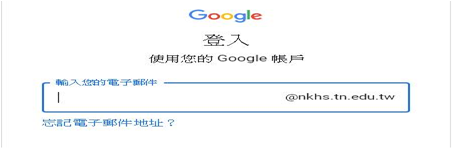 Google
登入
使用您的 Google 帳戶
輸入您的電子郵件
@nkhs.tn.edu.tw
忘記電子郵件地址？